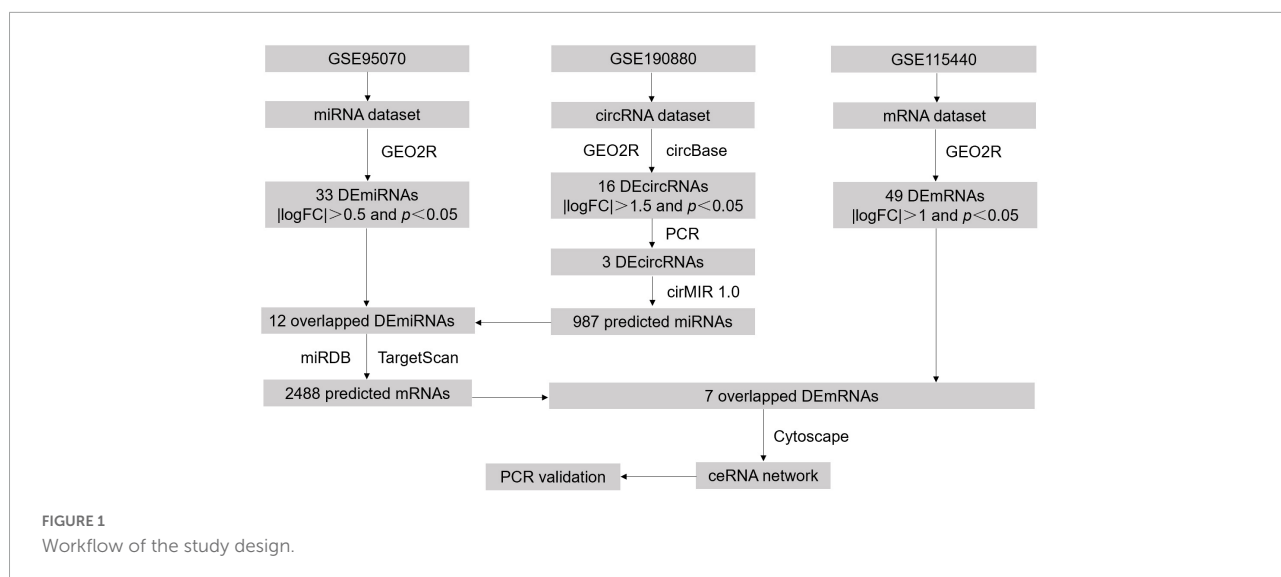 GSE95070
GSE190880
GSE115440
miRNA dataset
circRNA dataset
mRNA dataset
GEO2R
GEO2R
circBase
GEO2R
33 DEmiRNAs
|logFC|>0.5 and p<0.05
16 DEcircRNAs
|logFC|>1.5 and p<0.05
49 DEmRNAs
|logFC|>1 and p<0.05
PCR
3 DEcircRNAs
cirMIR 1.0
12 overlapped DEmiRNAs
987 predicted miRNAs
miRDB
TargetScan
2488 predicted mRNAs
7 overlapped DEmRNAs
Cytoscape
PCR validation
ceRNA network
FIGURE 1
Workflow of the study design.